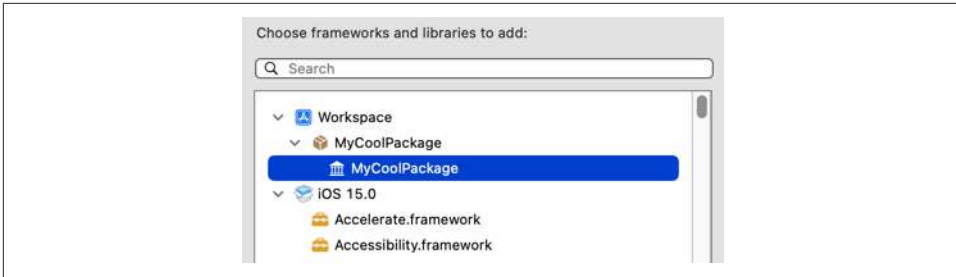 Choose frameworks and libraries to add:
Search
Workspace
MyCoolPackage
MyCoolPackage
iOS 15.0
Accelerate.framework
Accessibility.framework